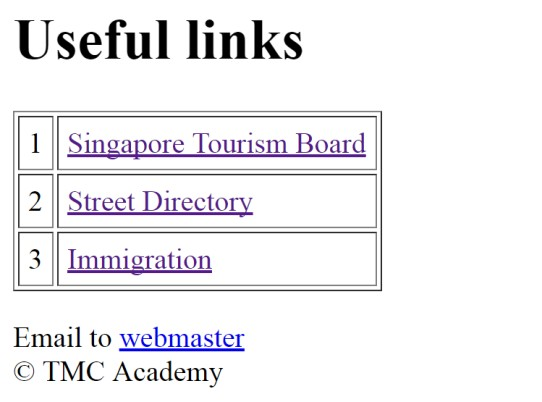 Useful links
1 Singapore Tourism Board
2 Street Directory
3 Immigration
Email to webmaster
© TMC Academy